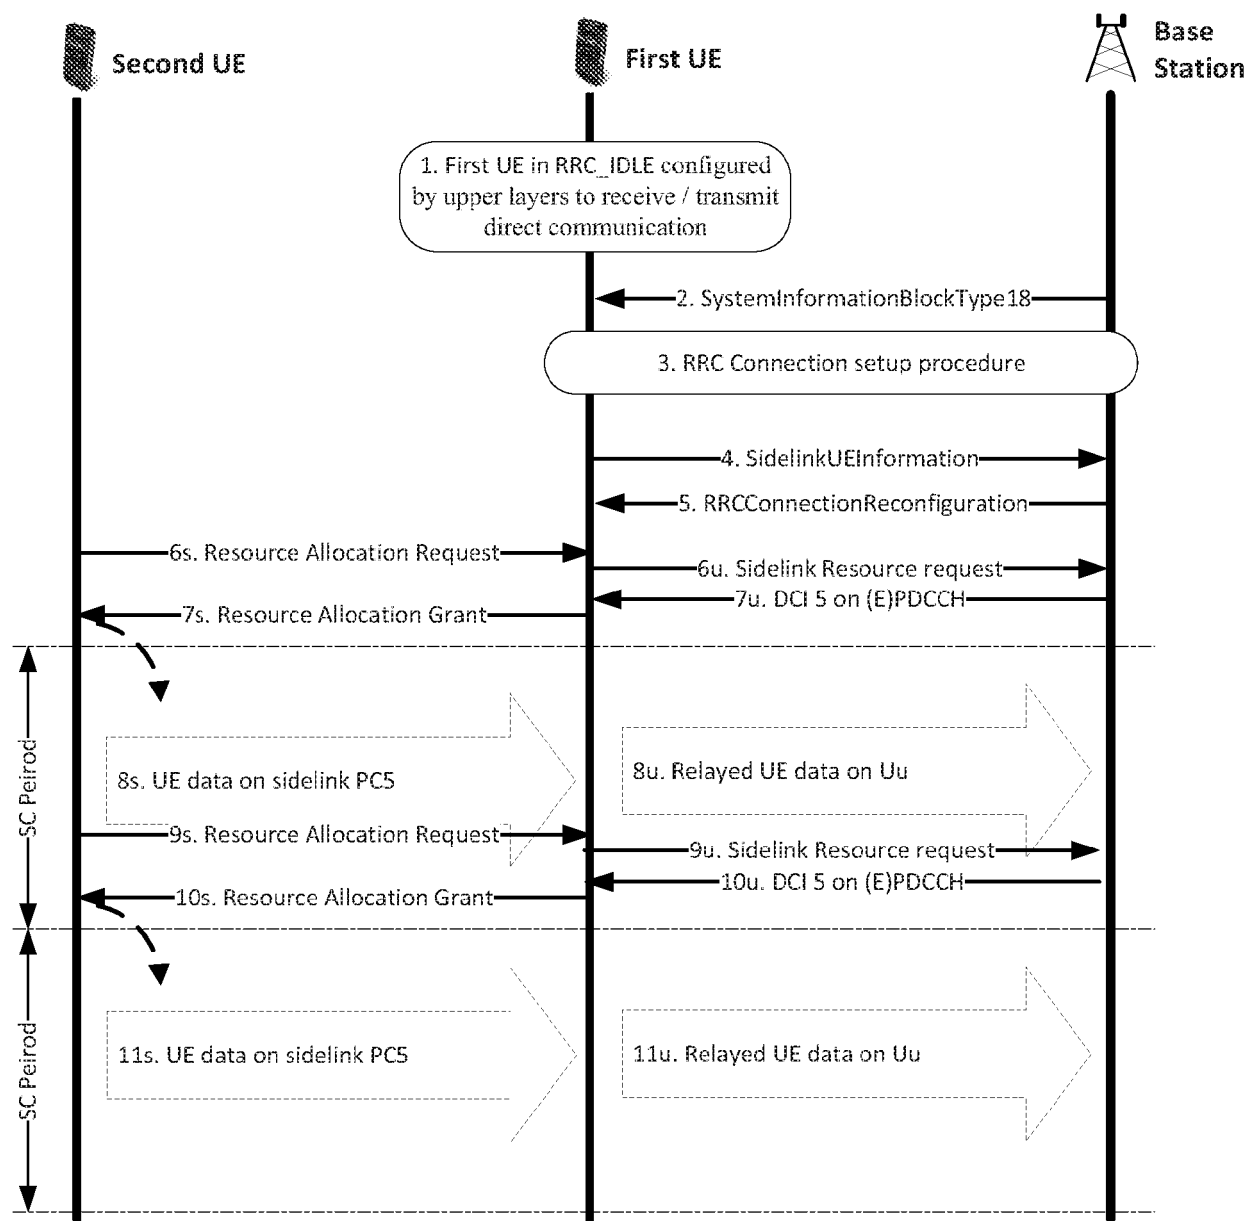 Second UE
First UE
Base
Station
1. First UE in RRC_IDLE configured
by upper layers to receive / transmit
direct communication
2. SystemInformationBlockType18
3. RRC Connection setup procedure
4. SidelinkUEInformation
5. RRCConnectionReconfiguration
6s. Resource Allocation Request
6u. Sidelink Resource request
7u. DCI 5 on (E)PDCCH
7s. Resource Allocation Grant
SC Peirod
8s. UE data on sidelink PC5
8u. Relayed UE data on Uu
9s. Resource Allocation Request
9u. Sidelink Resource request
10u. DCI 5 on (E)PDCCH
10s. Resource Allocation Grant
SC Peirod
11s. UE data on sidelink PC5
11u. Relayed UE data on Uu